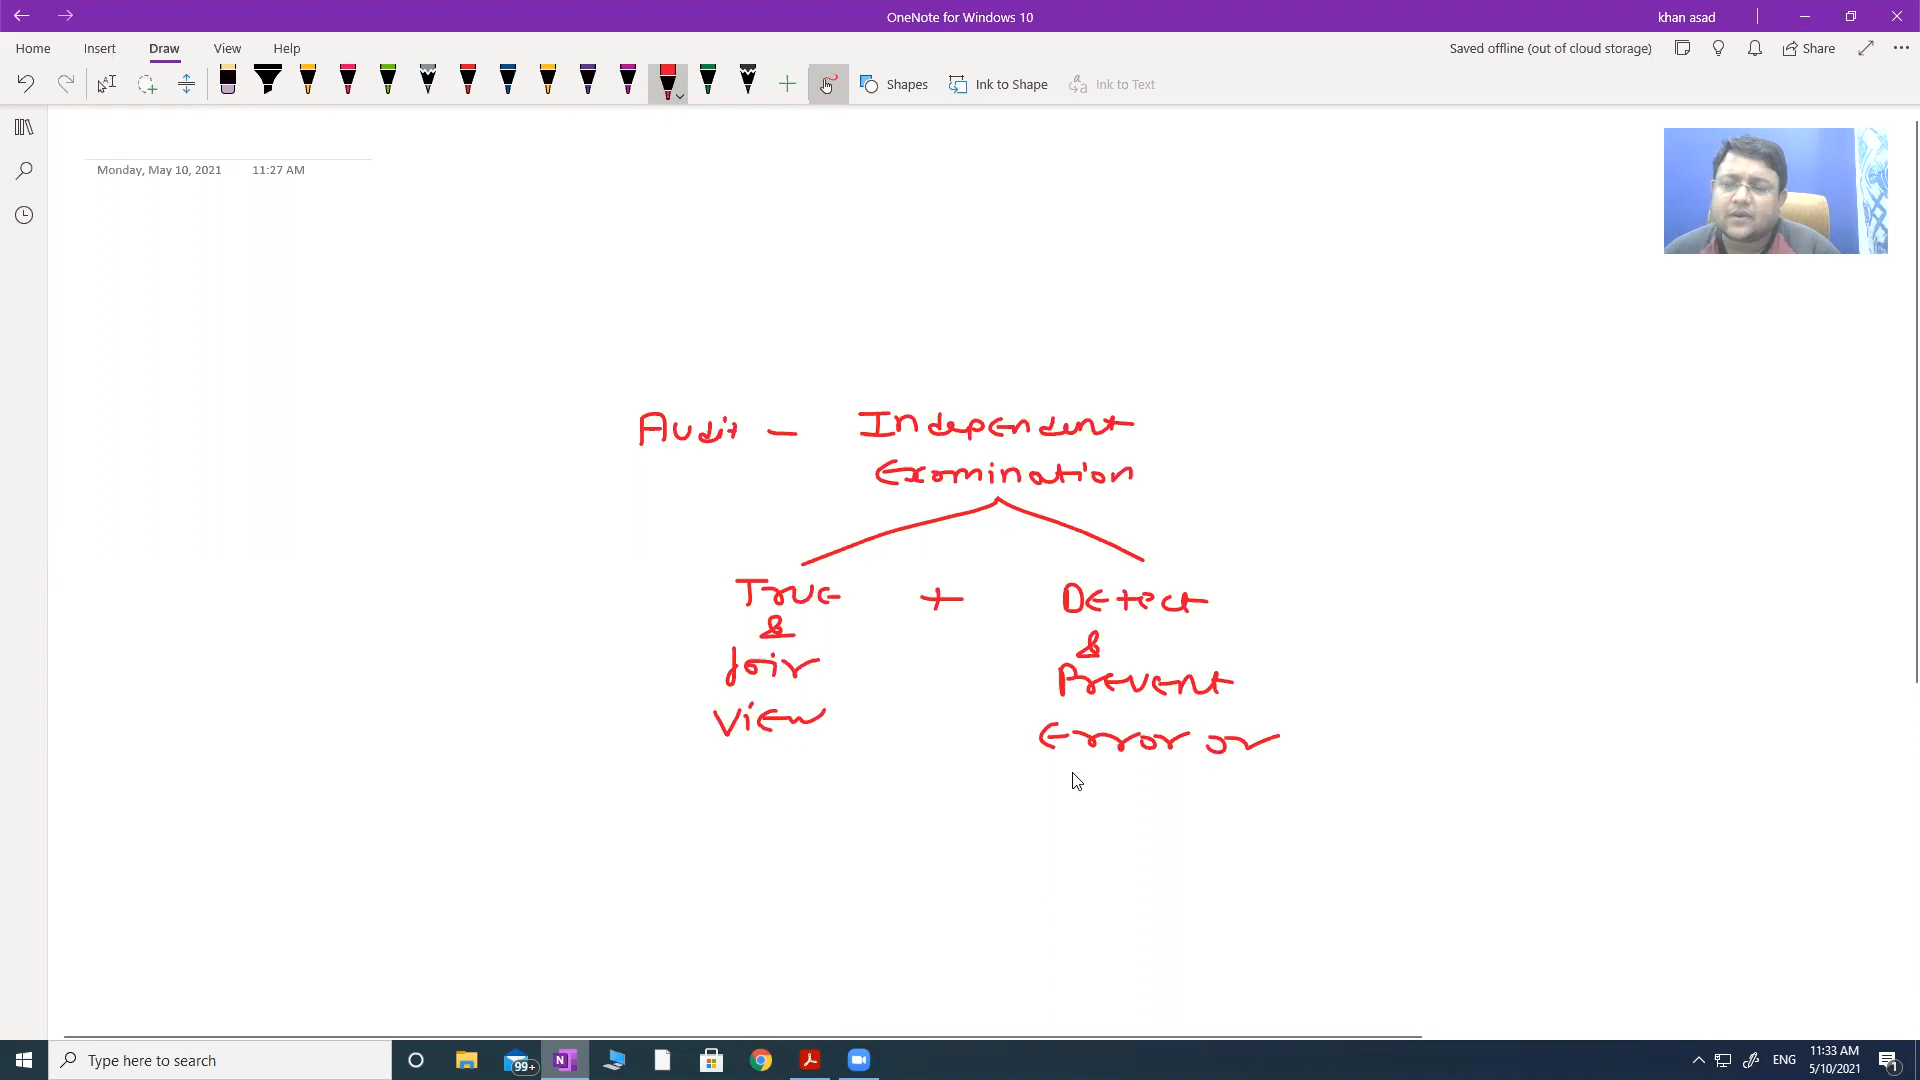 OneNote for Windows 10
khan asad
Home Insert Draw View Help
Saved offline (out of cloud storage)
Share
Shapes
Ink to Shape
Ink to Text
Monday, May 10, 2021 11:27 AM
Audit - Independent
Examination
True + Detect
&
fair
view
&
Prevent
Error or
Type here to search
99+
ENG
11:33 AM
5/10/2021
1